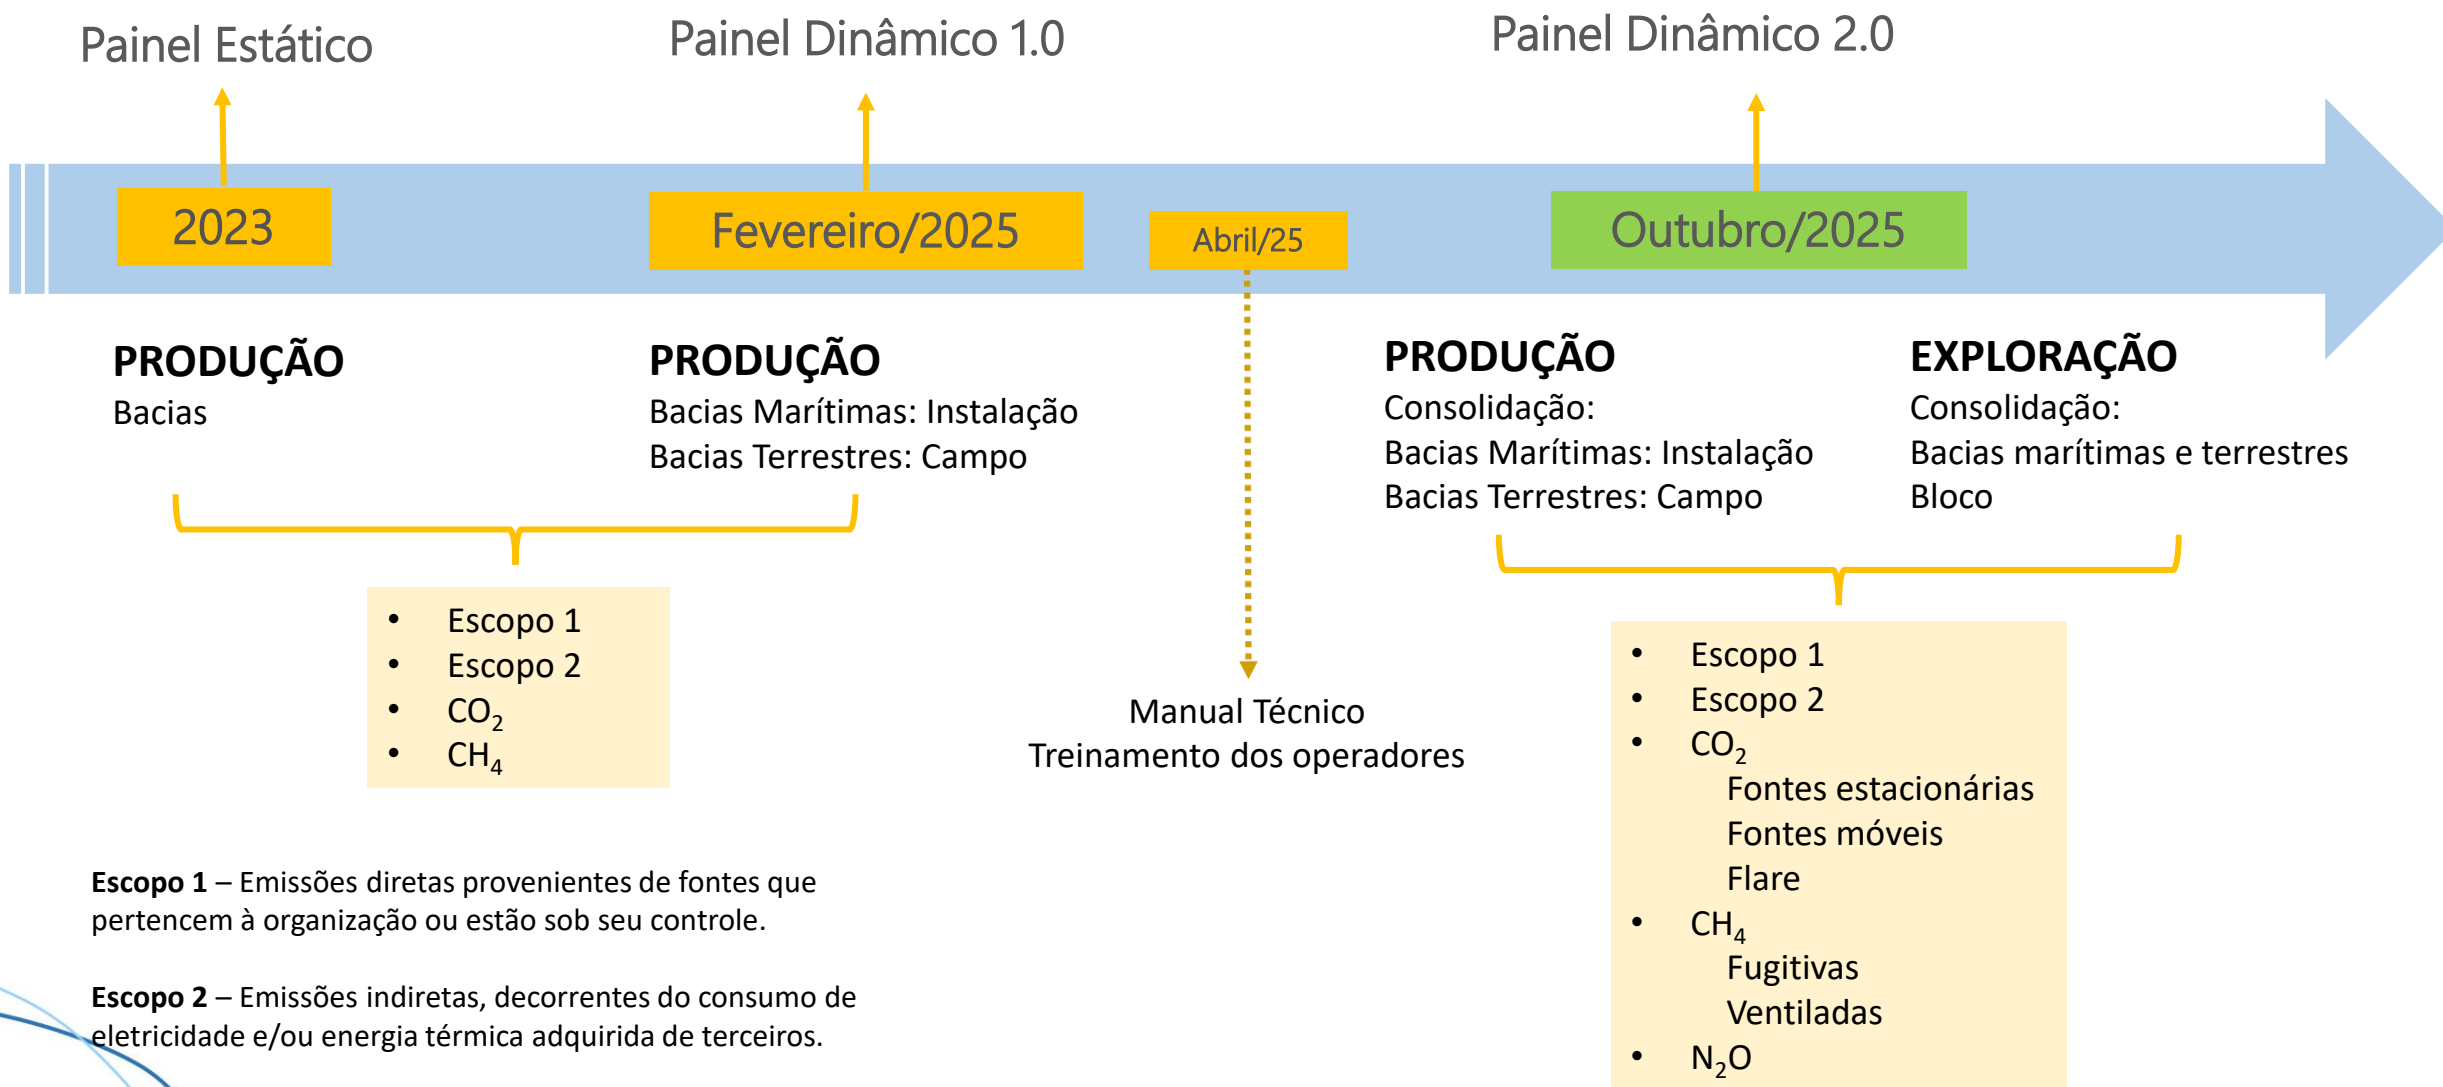 Painel Estático
Painel Dinâmico 1.0
Painel Dinâmico 2.0
2023
Fevereiro/2025
Abril/25
Outubro/2025
PRODUÇÃO
Bacias
PRODUÇÃO
Bacias Marítimas: Instalação
Bacias Terrestres: Campo
PRODUÇÃO
Consolidação:
Bacias Marítimas: Instalação
Bacias Terrestres: Campo
EXPLORAÇÃO
Consolidação:
Bacias marítimas e terrestres
Bloco
• Escopo 1
• Escopo 2
• CO₂
• CH₄
Manual Técnico
Treinamento dos operadores
• Escopo 1
• Escopo 2
• CO₂
Fontes estacionárias
Fontes móveis
Flare
• CH₄
Fugitivas
Ventiladas
• N₂O
Escopo 1 – Emissões diretas provenientes de fontes que
pertencem à organização ou estão sob seu controle.
Escopo 2 – Emissões indiretas, decorrentes do consumo de
eletricidade e/ou energia térmica adquirida de terceiros.